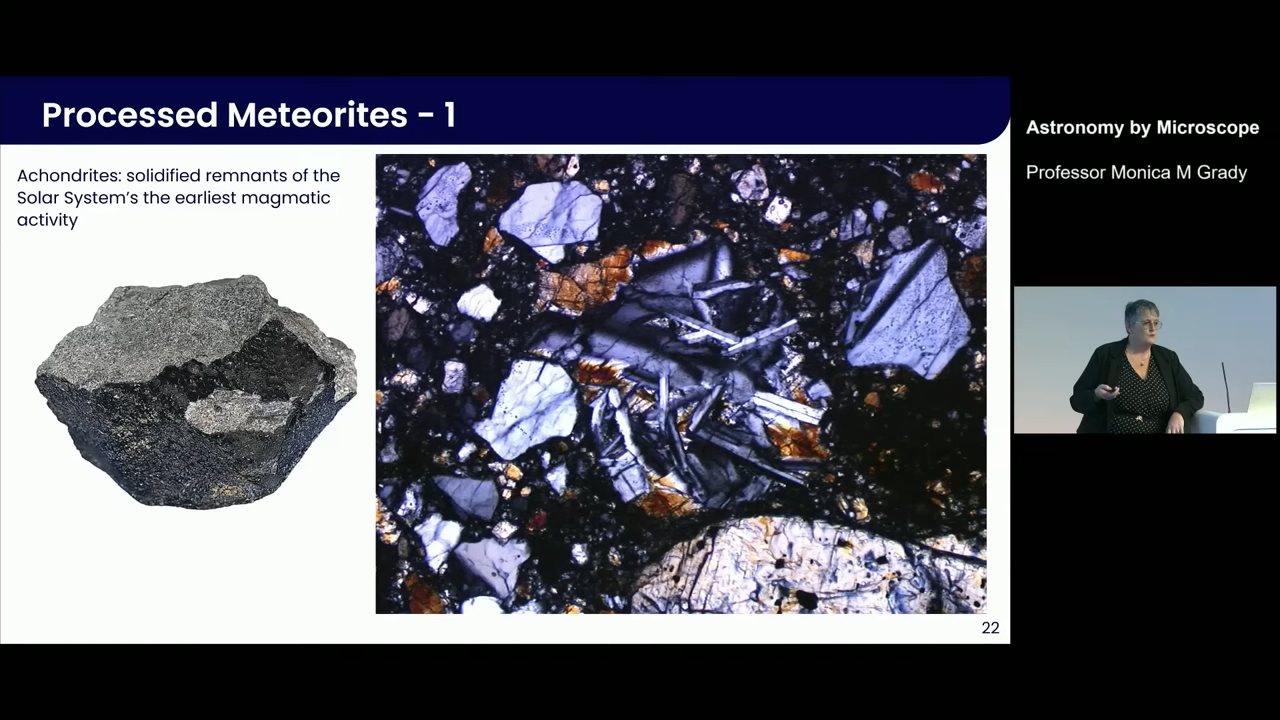 Processed Meteorites - 1
Achondrites: solidified remnants of the
Solar System's the earliest magmatic
activity
22
Astronomy by Microscope
Professor Monica M Grady